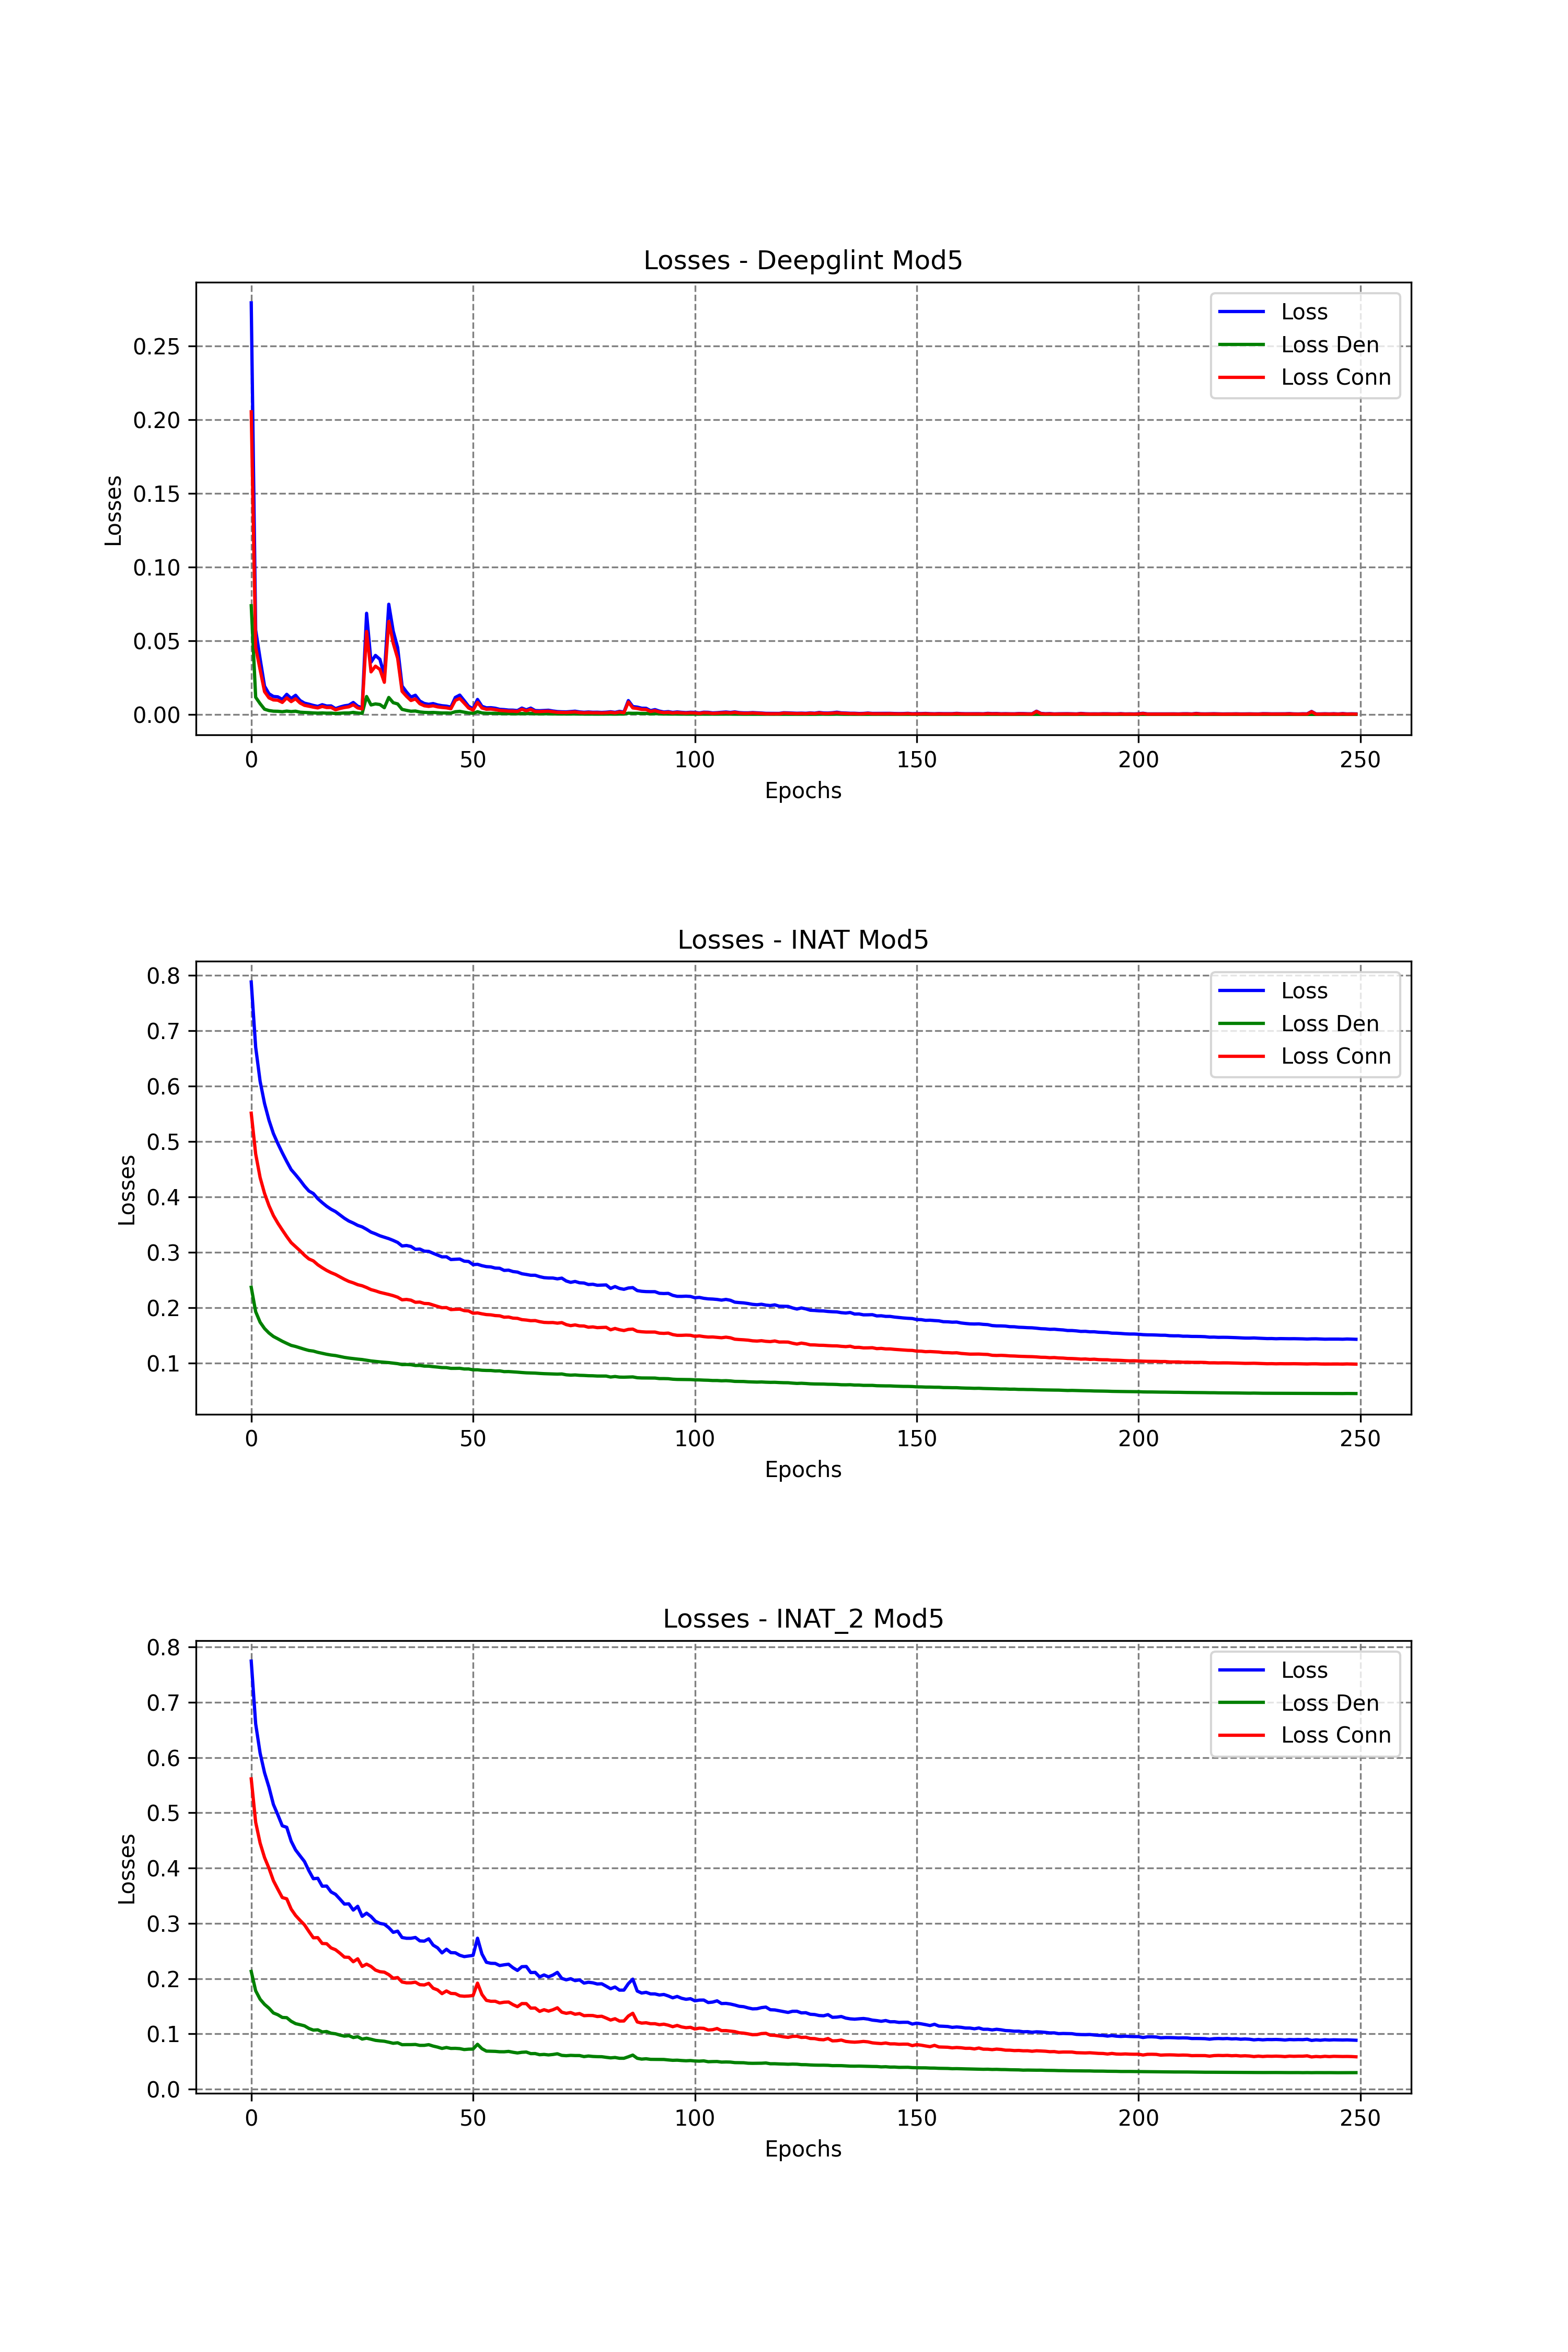 Losses - Deepglint Mod5
Loss
Loss Den
Loss Conn
Losses
0.25
0.20
0.15
0.10
0.05
0.00
0 50 100 150 200 250
Epochs
Losses - INAT Mod5
Loss
Loss Den
Loss Conn
Losses
0.8
0.7
0.6
0.5
0.4
0.3
0.2
0.1
0 50 100 150 200 250
Epochs
Losses - INAT_2 Mod5
Loss
Loss Den
Loss Conn
Losses
0.8
0.7
0.6
0.5
0.4
0.3
0.2
0.1
0.0
0 50 100 150 200 250
Epochs